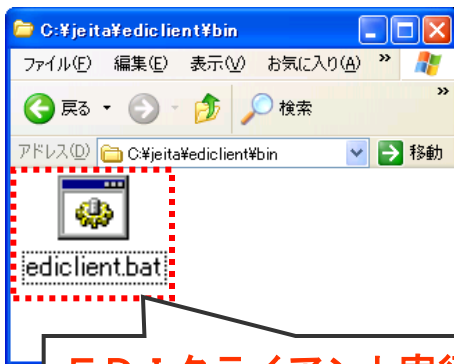 C:¥jeita¥ediclient¥bin
ファイル(F) 編集(E) 表示(V) お気に入り(A) »
戻る 検索 »
アドレス(D) C:¥jeita¥ediclient¥bin 移動
ediclient.bat
ＥＤＩクライアント実行